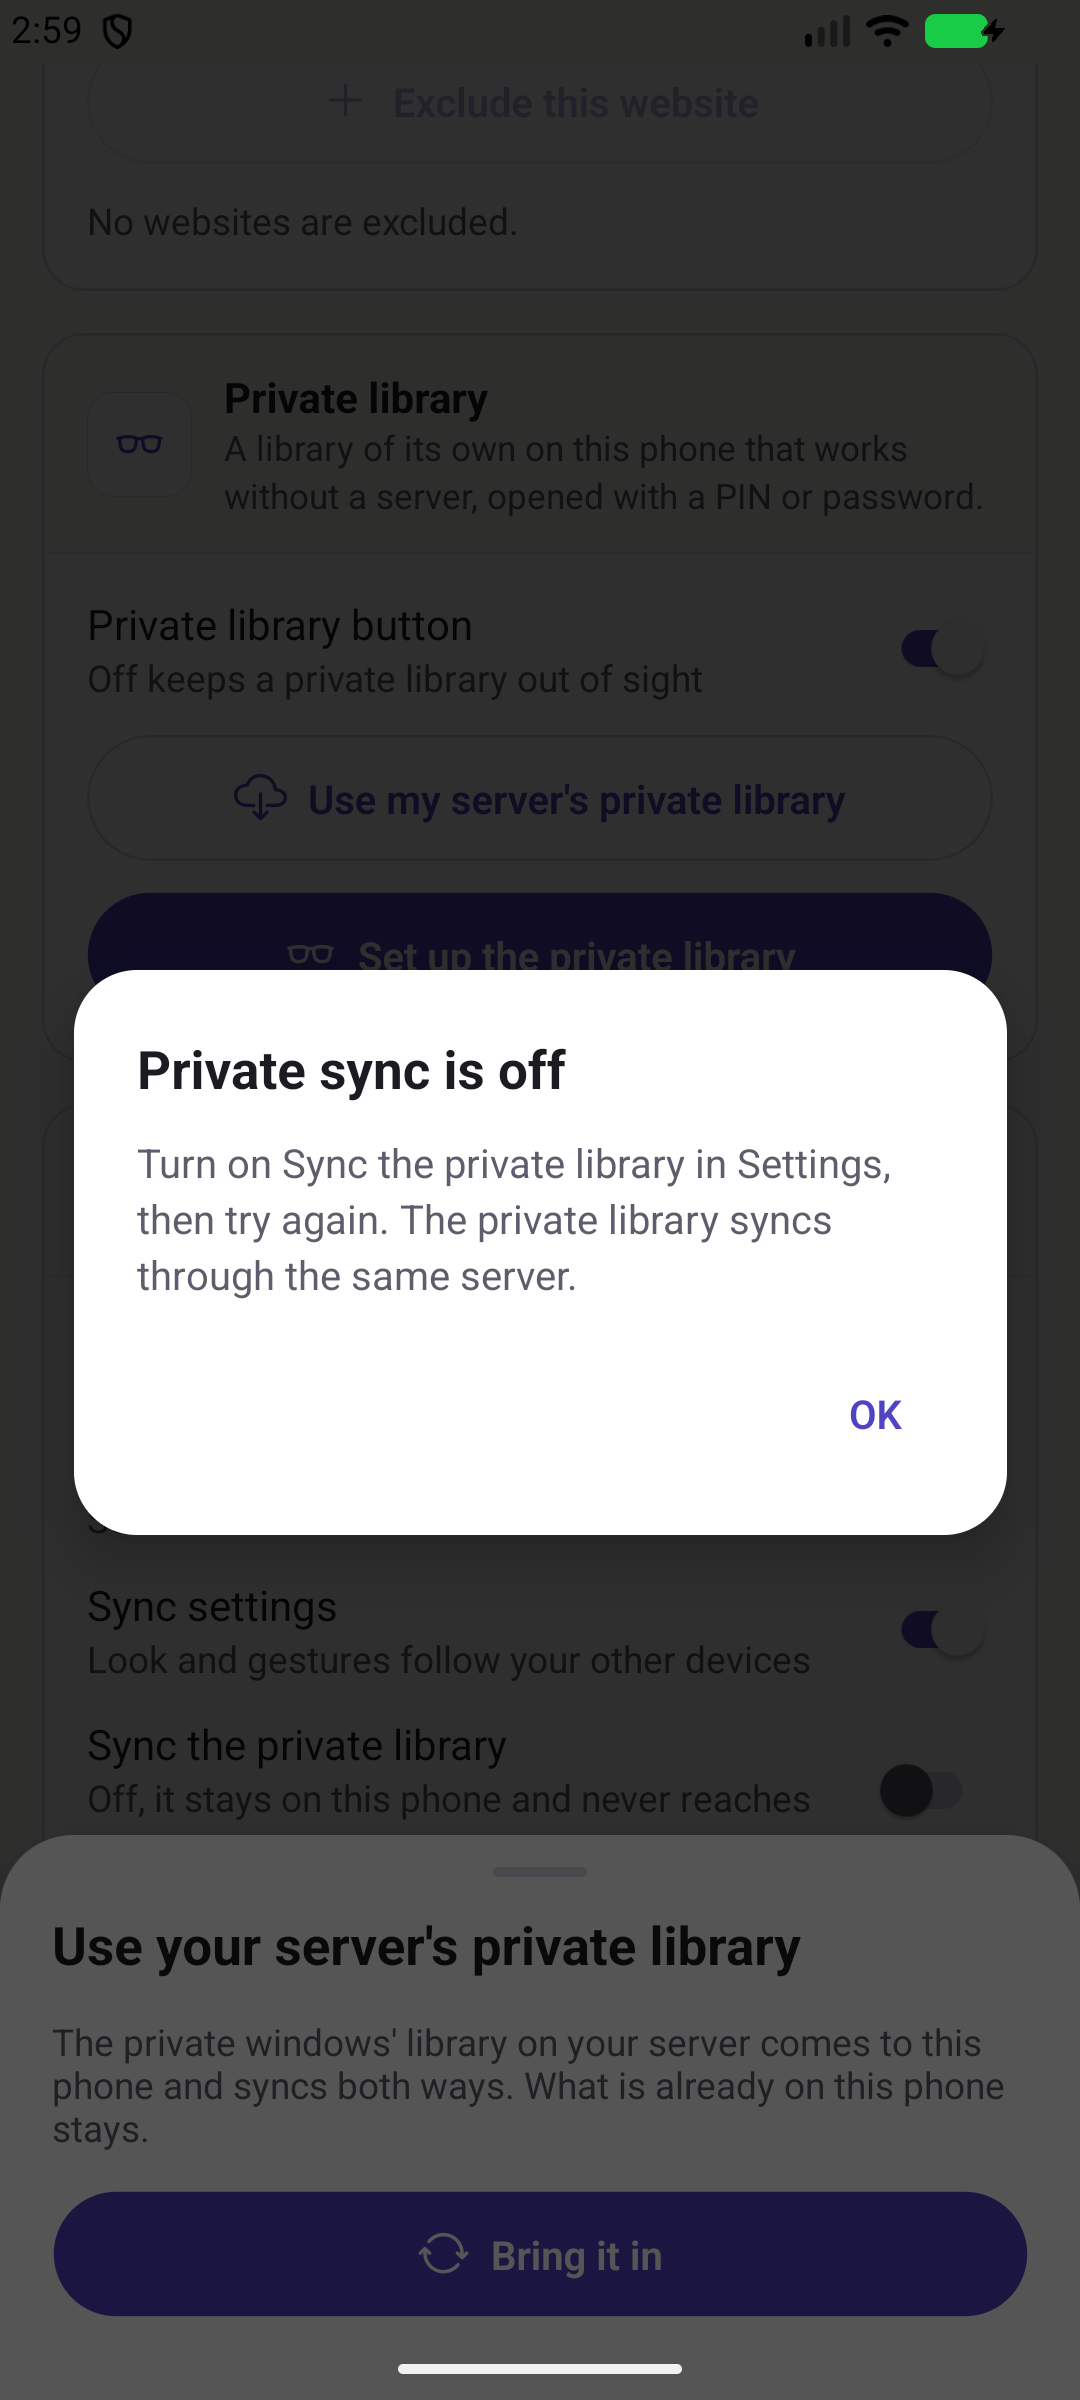 2:59
Exclude this website
No websites are excluded.
Private library
A library of its own on this phone that works
without a server, opened with a PIN or password.
Private library button
Off keeps a private library out of sight
Use my server's private library
Set up the private library
Private sync is off
Turn on Sync the private library in Settings,
then try again. The private library syncs
through the same server.
OK
Sync settings
Look and gestures follow your other devices
Sync the private library
Off, it stays on this phone and never reaches
Use your server's private library
The private windows' library on your server comes to this
phone and syncs both ways. What is already on this phone
stays.
Bring it in